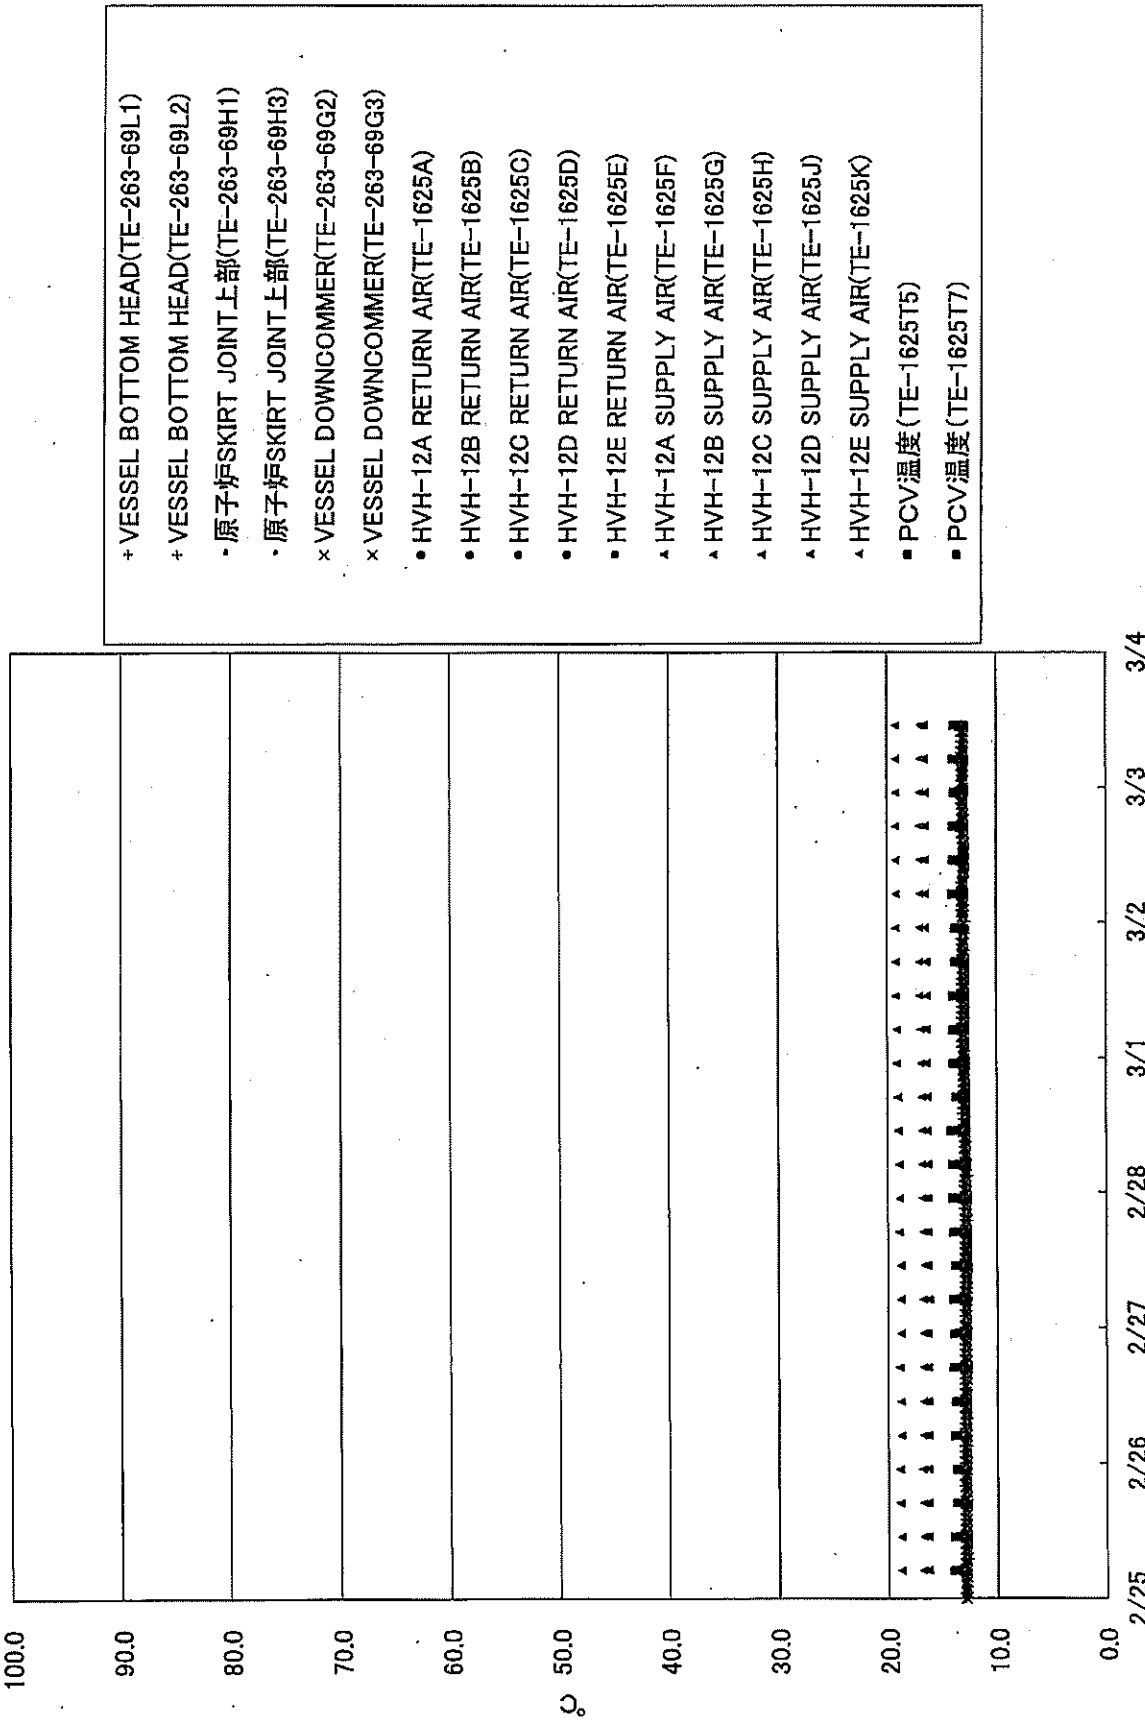 100.0
90.0
80.0
70.0
60.0
50.0
40.0
30.0
20.0
10.0
0.0
℃
2/25
2/26
2/27
2/28
3/1
3/2
3/3
3/4
+ VESSEL BOTTOM HEAD(TE-263-69L1)
+ VESSEL BOTTOM HEAD(TE-263-69L2)
・原子炉SKIRT JOINT上部(TE-263-69H1)
・原子炉SKIRT JOINT上部(TE-263-69H3)
× VESSEL DOWNCOMMER(TE-263-69G2)
× VESSEL DOWNCOMMER(TE-263-69G3)
● HVH-12A RETURN AIR(TE-1625A)
● HVH-12B RETURN AIR(TE-1625B)
● HVH-12C RETURN AIR(TE-1625C)
● HVH-12D RETURN AIR(TE-1625D)
■ HVH-12E RETURN AIR(TE-1625E)
▲ HVH-12A SUPPLY AIR(TE-1625F)
▲ HVH-12B SUPPLY AIR(TE-1625G)
▲ HVH-12C SUPPLY AIR(TE-1625H)
▲ HVH-12D SUPPLY AIR(TE-1625J)
▲ HVH-12E SUPPLY AIR(TE-1625K)
■ PCV温度(TE-1625T5)
■ PCV温度(TE-1625T7)